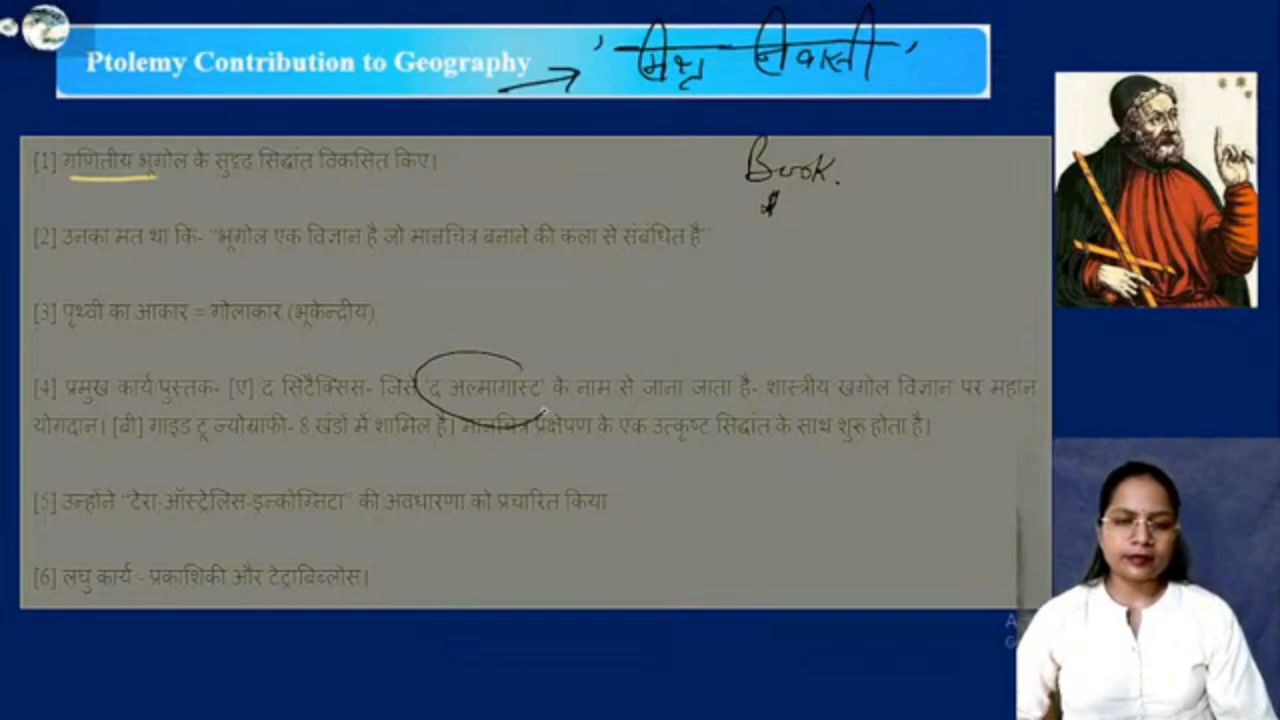 Ptolemy Contribution to Geography
' मिश्र निवासी '
Book.
[1] गणितीय भूगोल के सुदृढ सिद्धांत विकसित किए।
[2] उनका मत था कि- "भूगोल एक विज्ञान है जो मानचित्र बनाने की कला से संबंधित है"
[3] पृथ्वी का आकार = गोलाकार (भूकेन्द्रीय)
[4] प्रमुख कार्य पुस्तक- [ए] द सिटैक्सिस- जिसे 'द अल्मागास्ट' के नाम से जाना जाता है- शास्त्रीय खगोल विज्ञान पर महान
योगदान। [बी] गाइड टू ज्योग्राफी- 8 खंडों में शामिल है। मानचित्र प्रक्षेपण के एक उत्कृष्ट सिद्धांत के साथ शुरू होता है।
[5] उन्होंने "टेरा-ऑस्ट्रेलिस-इन्कोग्निटा" की अवधारणा को प्रचारित किया
[6] लघु कार्य - प्रकाशिकी और टेट्राबिब्लोस।